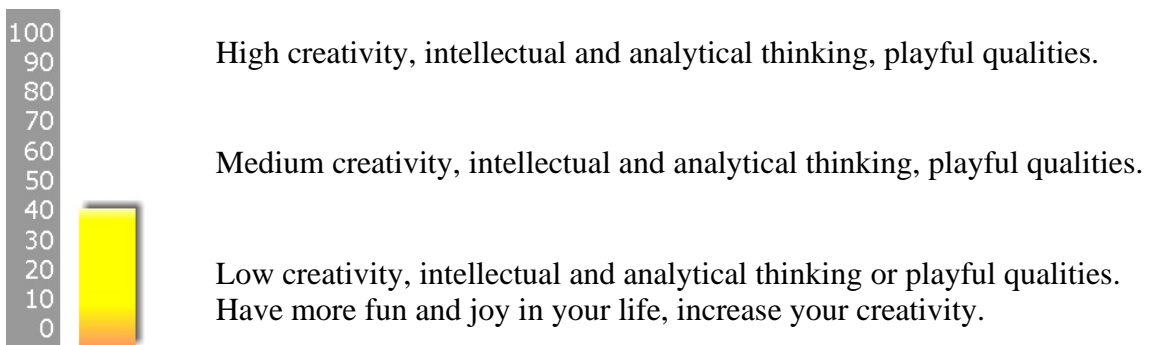 100
High creativity, intellectual and analytical thinking, playful qualities.
90
80
70
60
Medium creativity, intellectual and analytical thinking, playful qualities.
50
40
30
20
Low creativity, intellectual and analytical thinking or playful qualities.
10
Have more fun and joy in your life, increase your creativity.
0